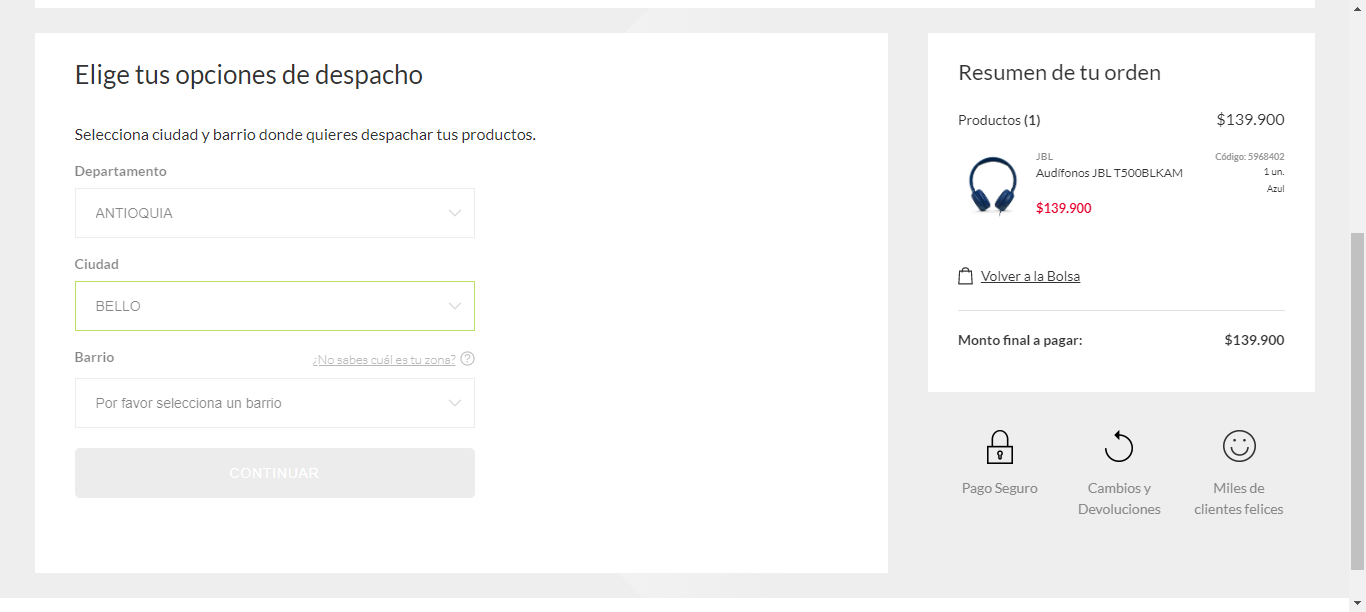 Elige tus opciones de despacho
Selecciona ciudad y barrio donde quieres despachar tus productos.
Departamento
ANTIOQUIA
Ciudad
BELLO
Barrio
¿No sabes cuál es tu zona? ?
Por favor selecciona un barrio
CONTINUAR
Resumen de tu orden
Productos (1) $139.900
JBL Código: 5968402
Audífonos JBL T500BLKAM 1 un.
Azul
$139.900
Volver a la Bolsa
Monto final a pagar: $139.900
Pago Seguro
Cambios y
Devoluciones
Miles de
clientes felices